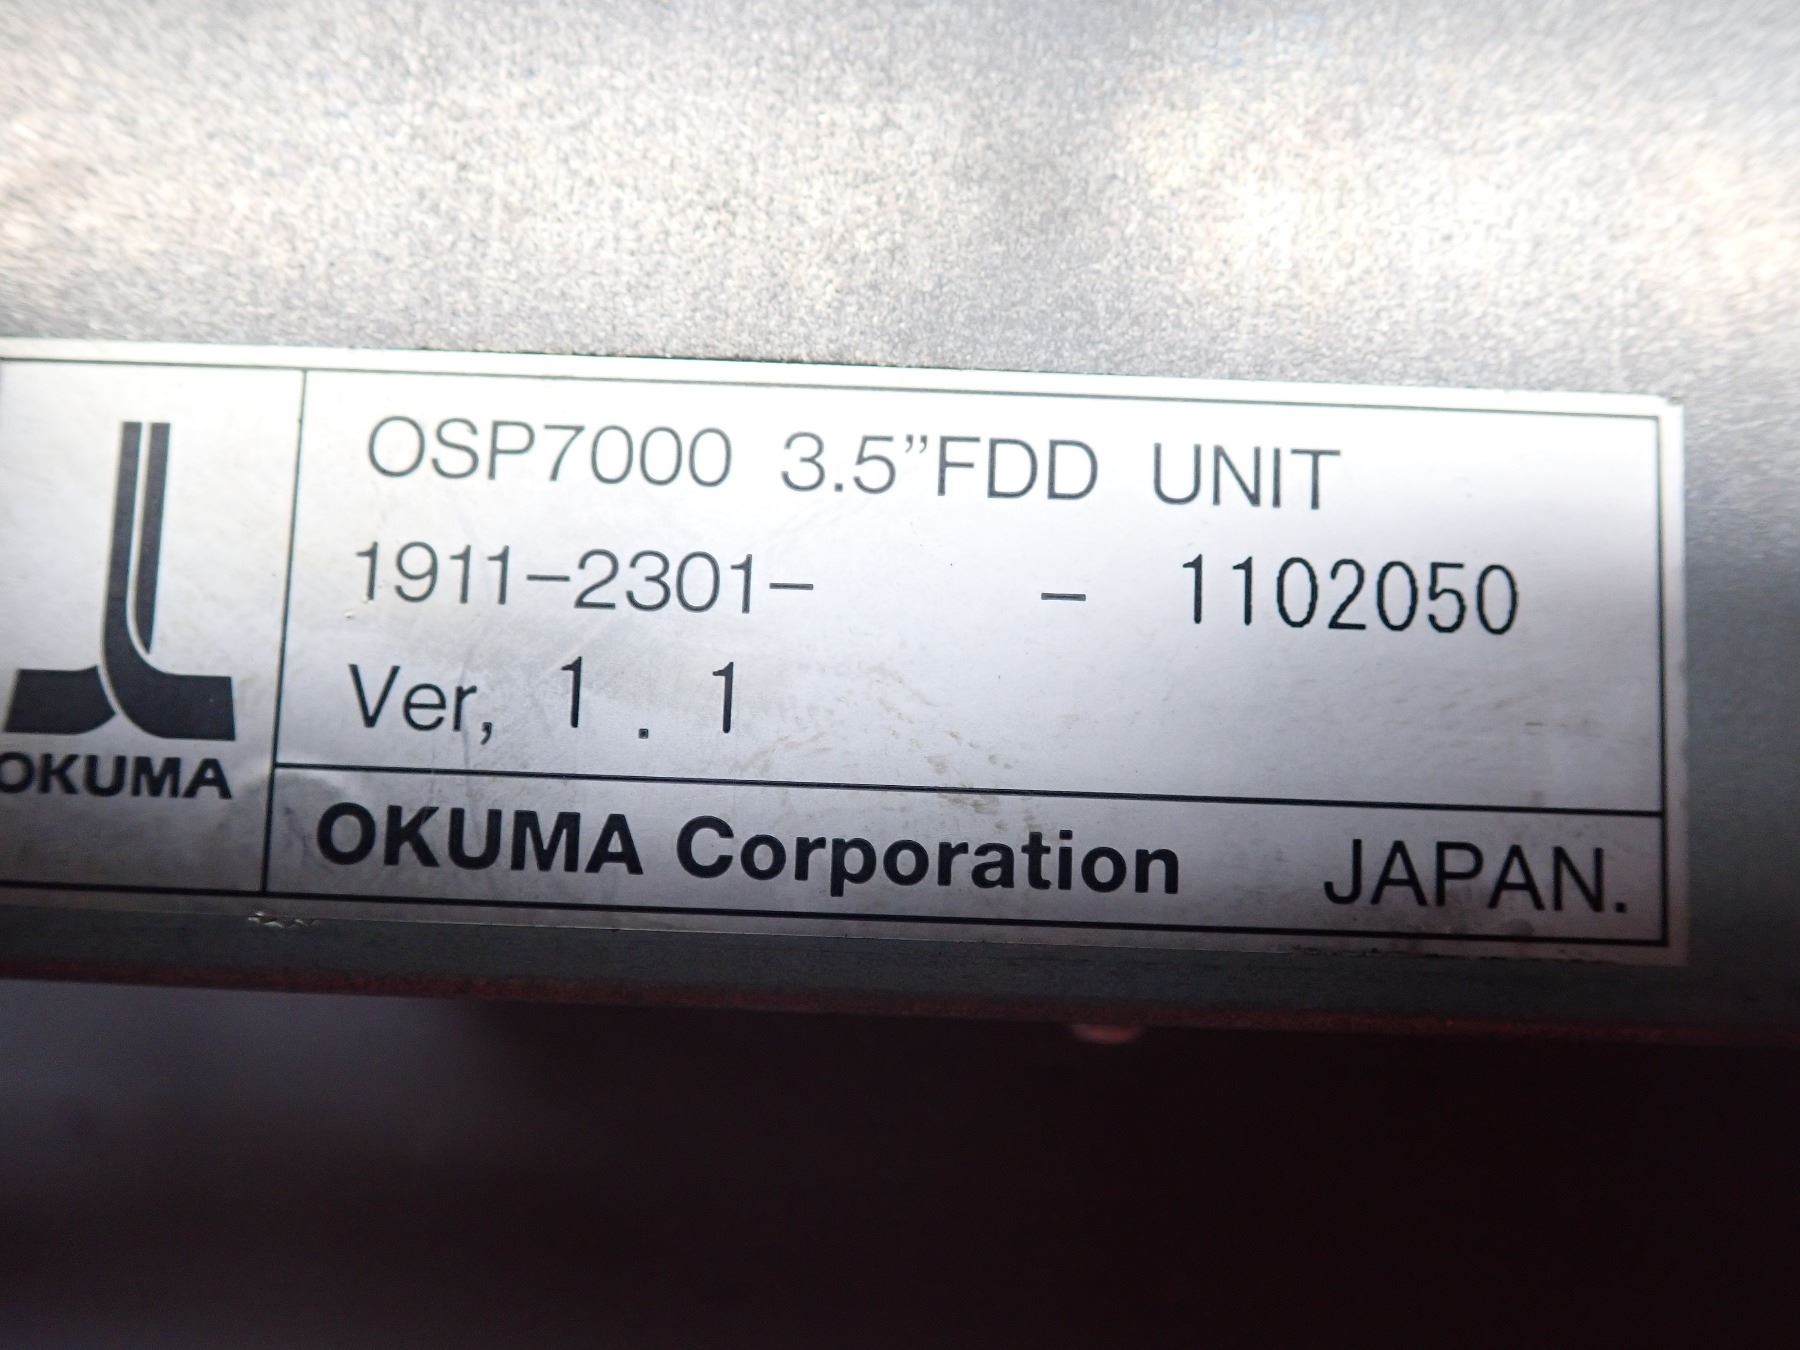 OSP7000 3.5”FDD UNIT
1911-2301- - 1102050
Ver, 1 . 1
OKUMA
OKUMA Corporation JAPAN.